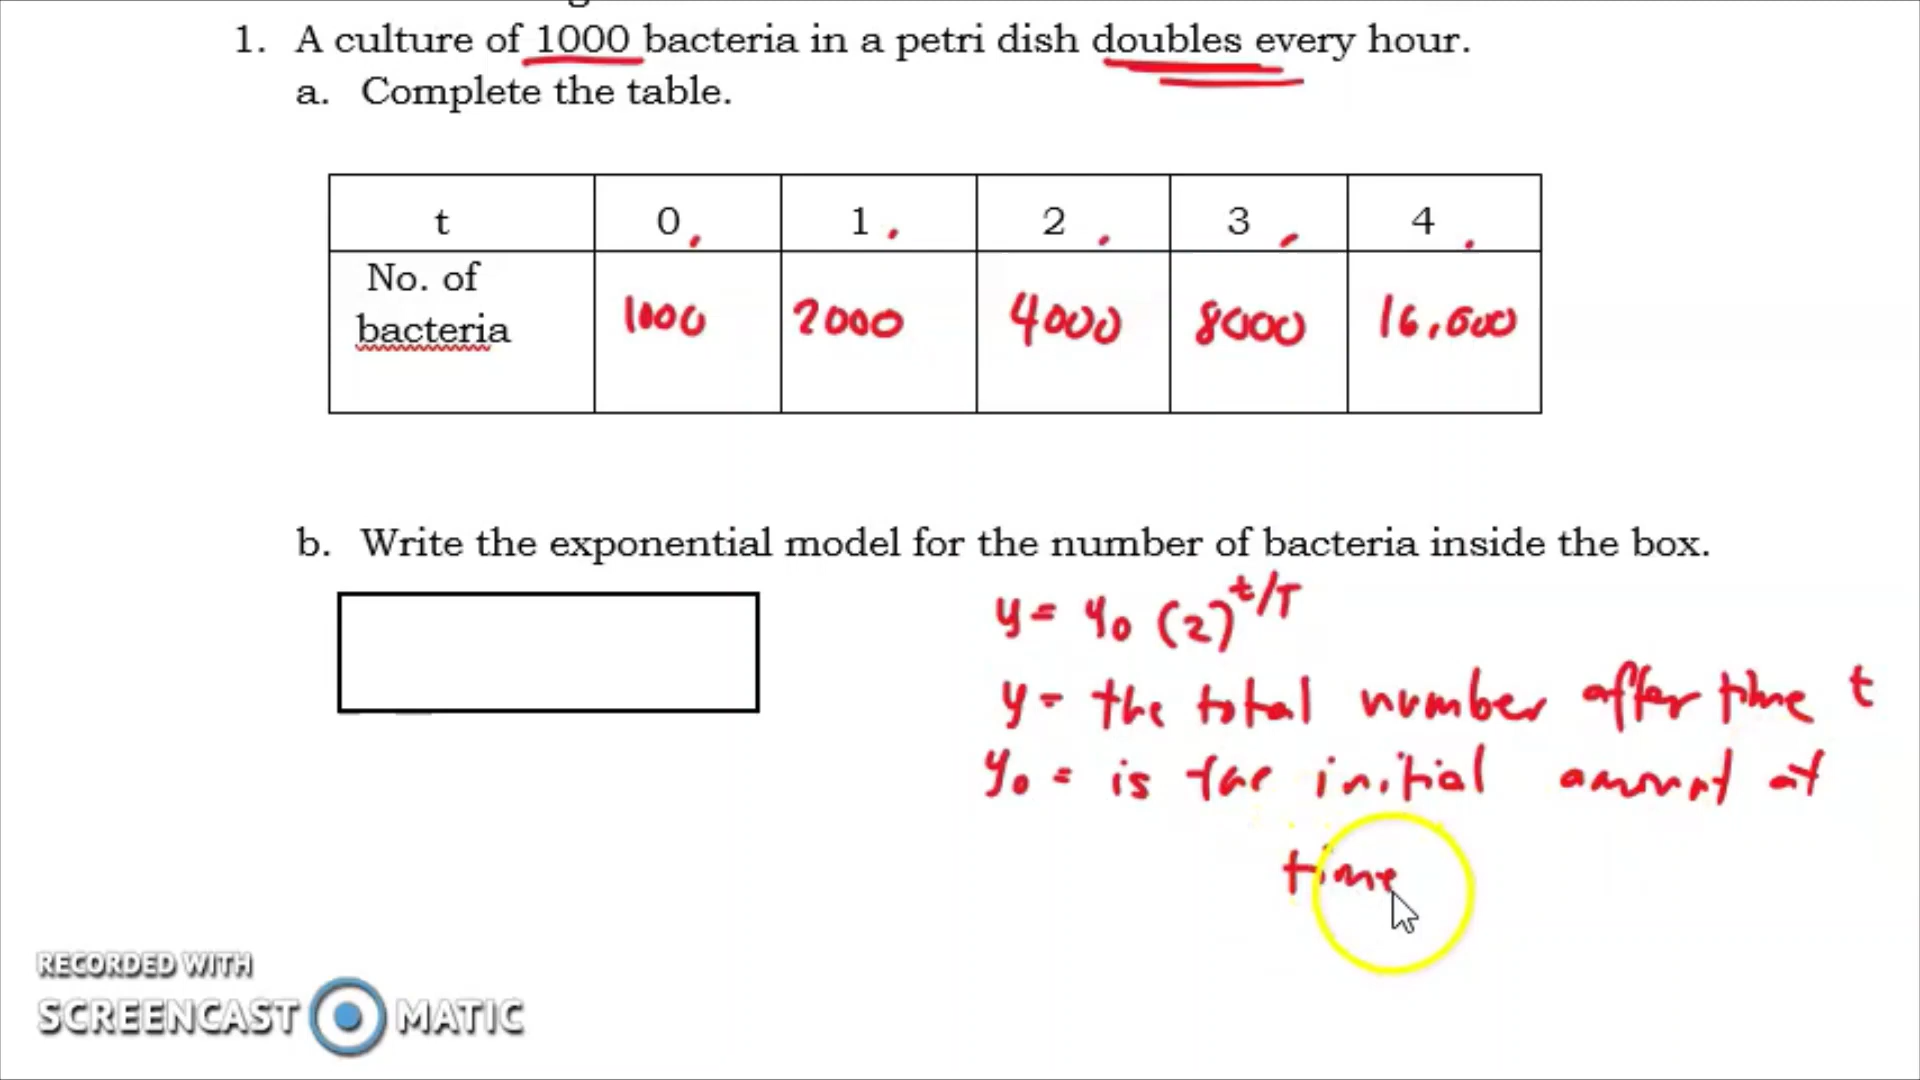 1. A culture of 1000 bacteria in a petri dish doubles every hour.
a. Complete the table.
t 0 1 2 3 4
No. of
bacteria
1000 2000 4000 8000 16,000
b. Write the exponential model for the number of bacteria inside the box.
y = y₀ (2)^t/T
y = the total number after time t
y₀ = is the initial amount at
time
RECORDED WITH
SCREENCAST MATIC